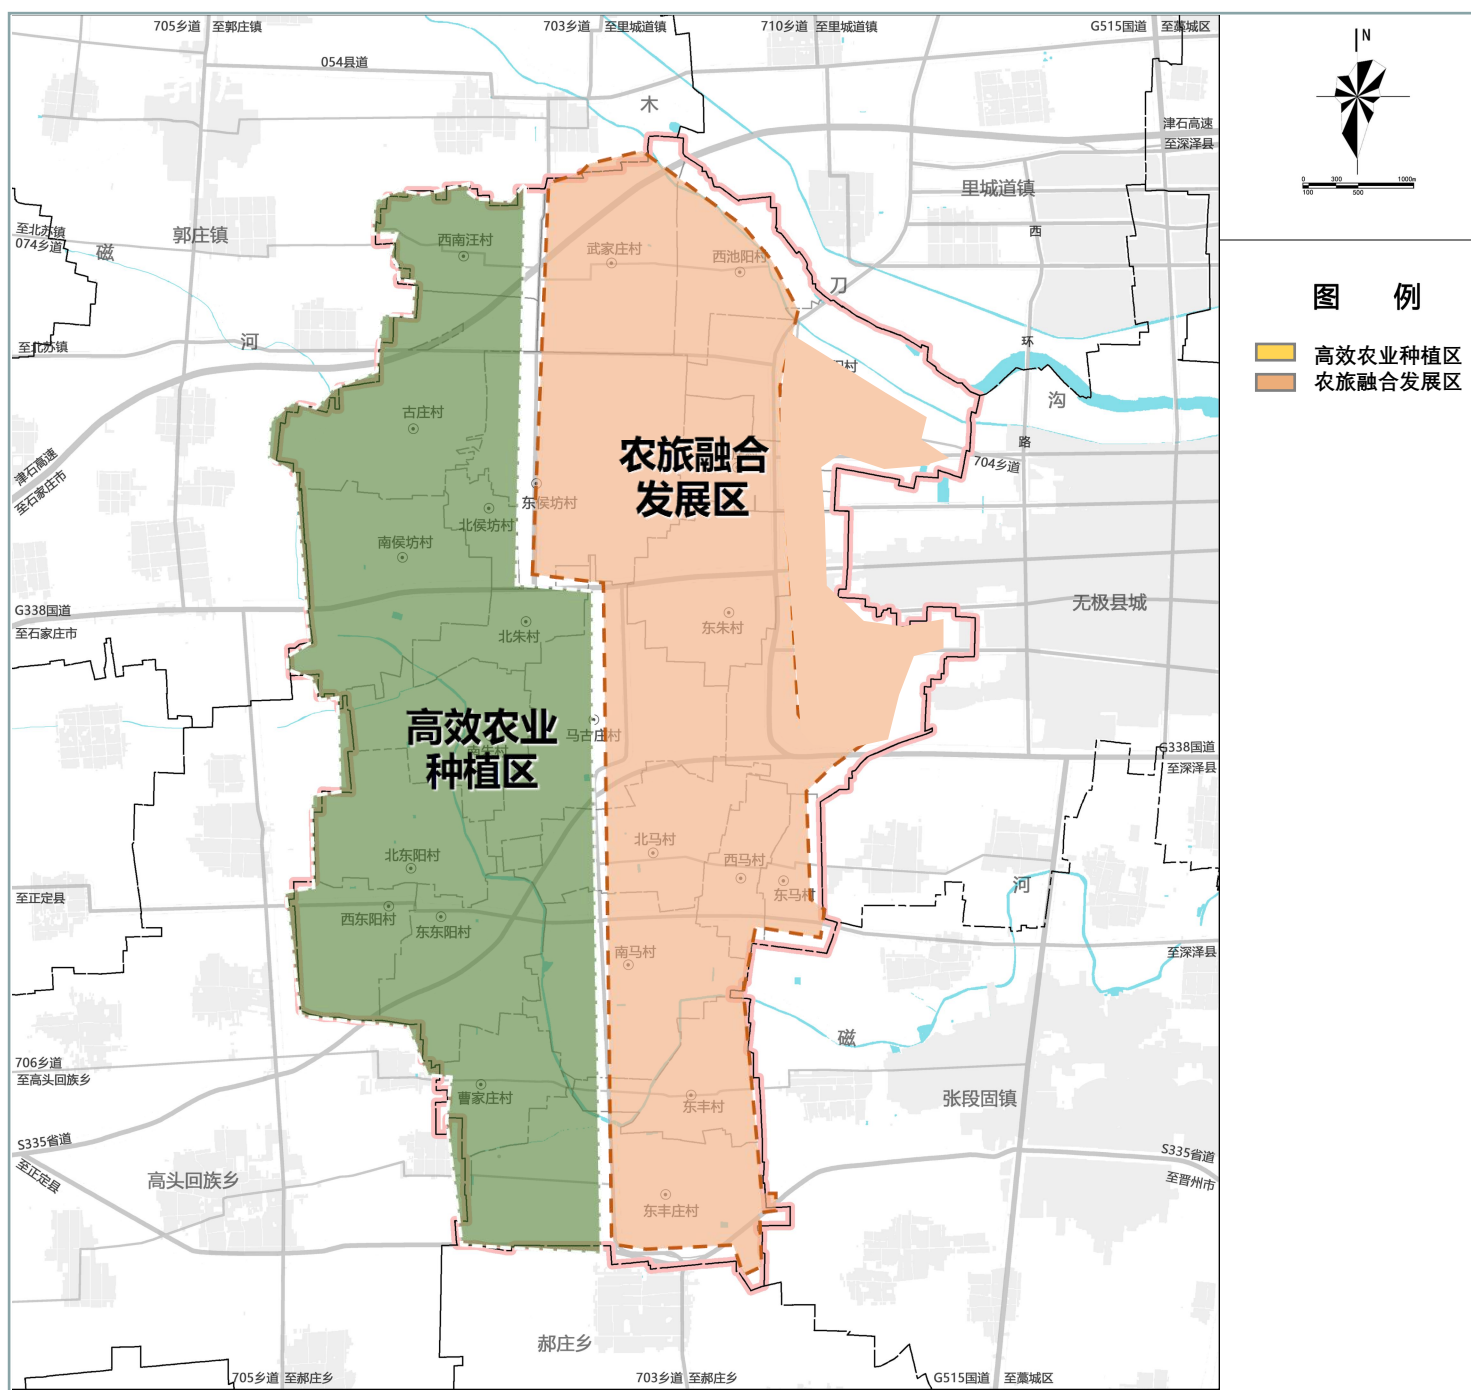 705乡道 至郭庄镇
703乡道 至里城道镇
710乡道 至里城道镇
G515国道 至藁城区
054县道
木
津石高速
至深泽县
里城道镇
西
至北苏镇
074乡道
磁
郭庄镇
西南汪村
武家庄村
西池阳村
刀
河
至北苏镇
环
沟
古庄村
路
704乡道
农旅融合
发展区
津石高速
至石家庄市
东侯坊村
北侯坊村
南侯坊村
G338国道
至石家庄市
无极县城
北朱村
东朱村
高效农业
种植区
马古庄村
南朱村
G338国道
至深泽县
北马村
西马村
东马村
北东阳村
西东阳村
东东阳村
至正定县
河
南马村
至深泽县
磁
706乡道
至高头回族乡
曹家庄村
东丰村
张段固镇
S335省道
至正定县
S335省道
至晋州市
高头回族乡
东丰庄村
郝庄乡
705乡道 至郝庄乡
703乡道 至郝庄乡
G515国道 至藁城区
N
0 300 1000m
100 500
图 例
高效农业种植区
农旅融合发展区